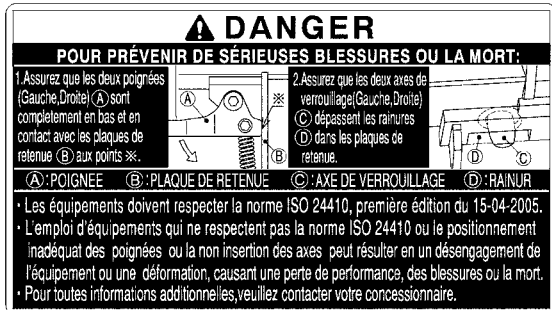 ⚠ DANGER
POUR PRÉVENIR DE SÉRIEUSES BLESSURES OU LA MORT:
1.Assurez que les deux poignées
(Gauche,Droite) Ⓐ sont
completement en bas et en
contact avec les plaques de
retenue Ⓑ aux points ※.
Ⓐ
※
Ⓑ
2.Assurez que les deux axes de
verrouillage(Gauche,Droite)
Ⓒ dépassent les rainures
Ⓓ dans les plaques de
retenue.
Ⓓ
Ⓒ
Ⓐ:POIGNEE Ⓑ:PLAQUE DE RETENUE Ⓒ:AXE DE VERROUILLAGE Ⓓ:RAINUR
· Les équipements doivent respecter la norme ISO 24410, première édition du 15-04-2005.
· L'emploi d'équipements qui ne respectent pas la norme ISO 24410 ou le positionnement
inadéquat des poignées ou la non insertion des axes peut résulter en un désengagement de
l'équipement ou une déformation, causant une perte de performance, des blessures ou la mort.
· Pour toutes informations additionnelles,veuillez contacter votre concessionnaire.